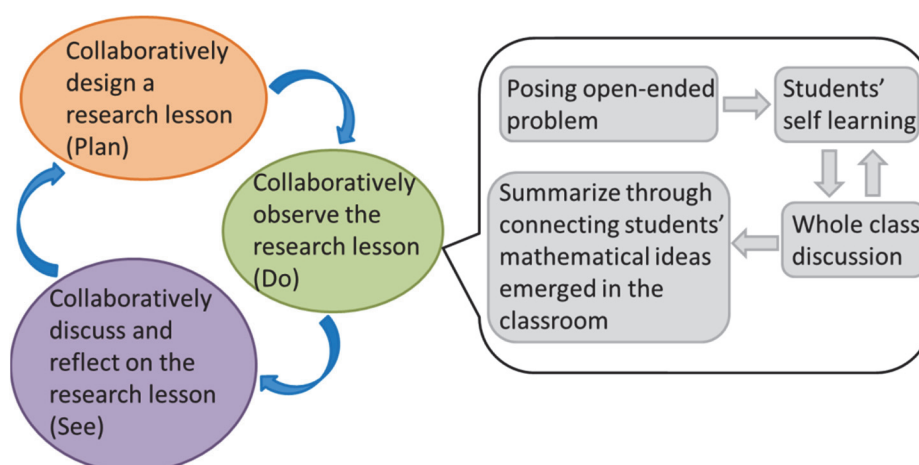 Collaboratively
design a
research lesson
(Plan)
Collaboratively
observe the
research lesson
(Do)
Collaboratively
discuss and
reflect on the
research lesson
(See)
Posing open-ended
problem
Students'
self learning
Whole class
discussion
Summarize through
connecting students'
mathematical ideas
emerged in the
classroom